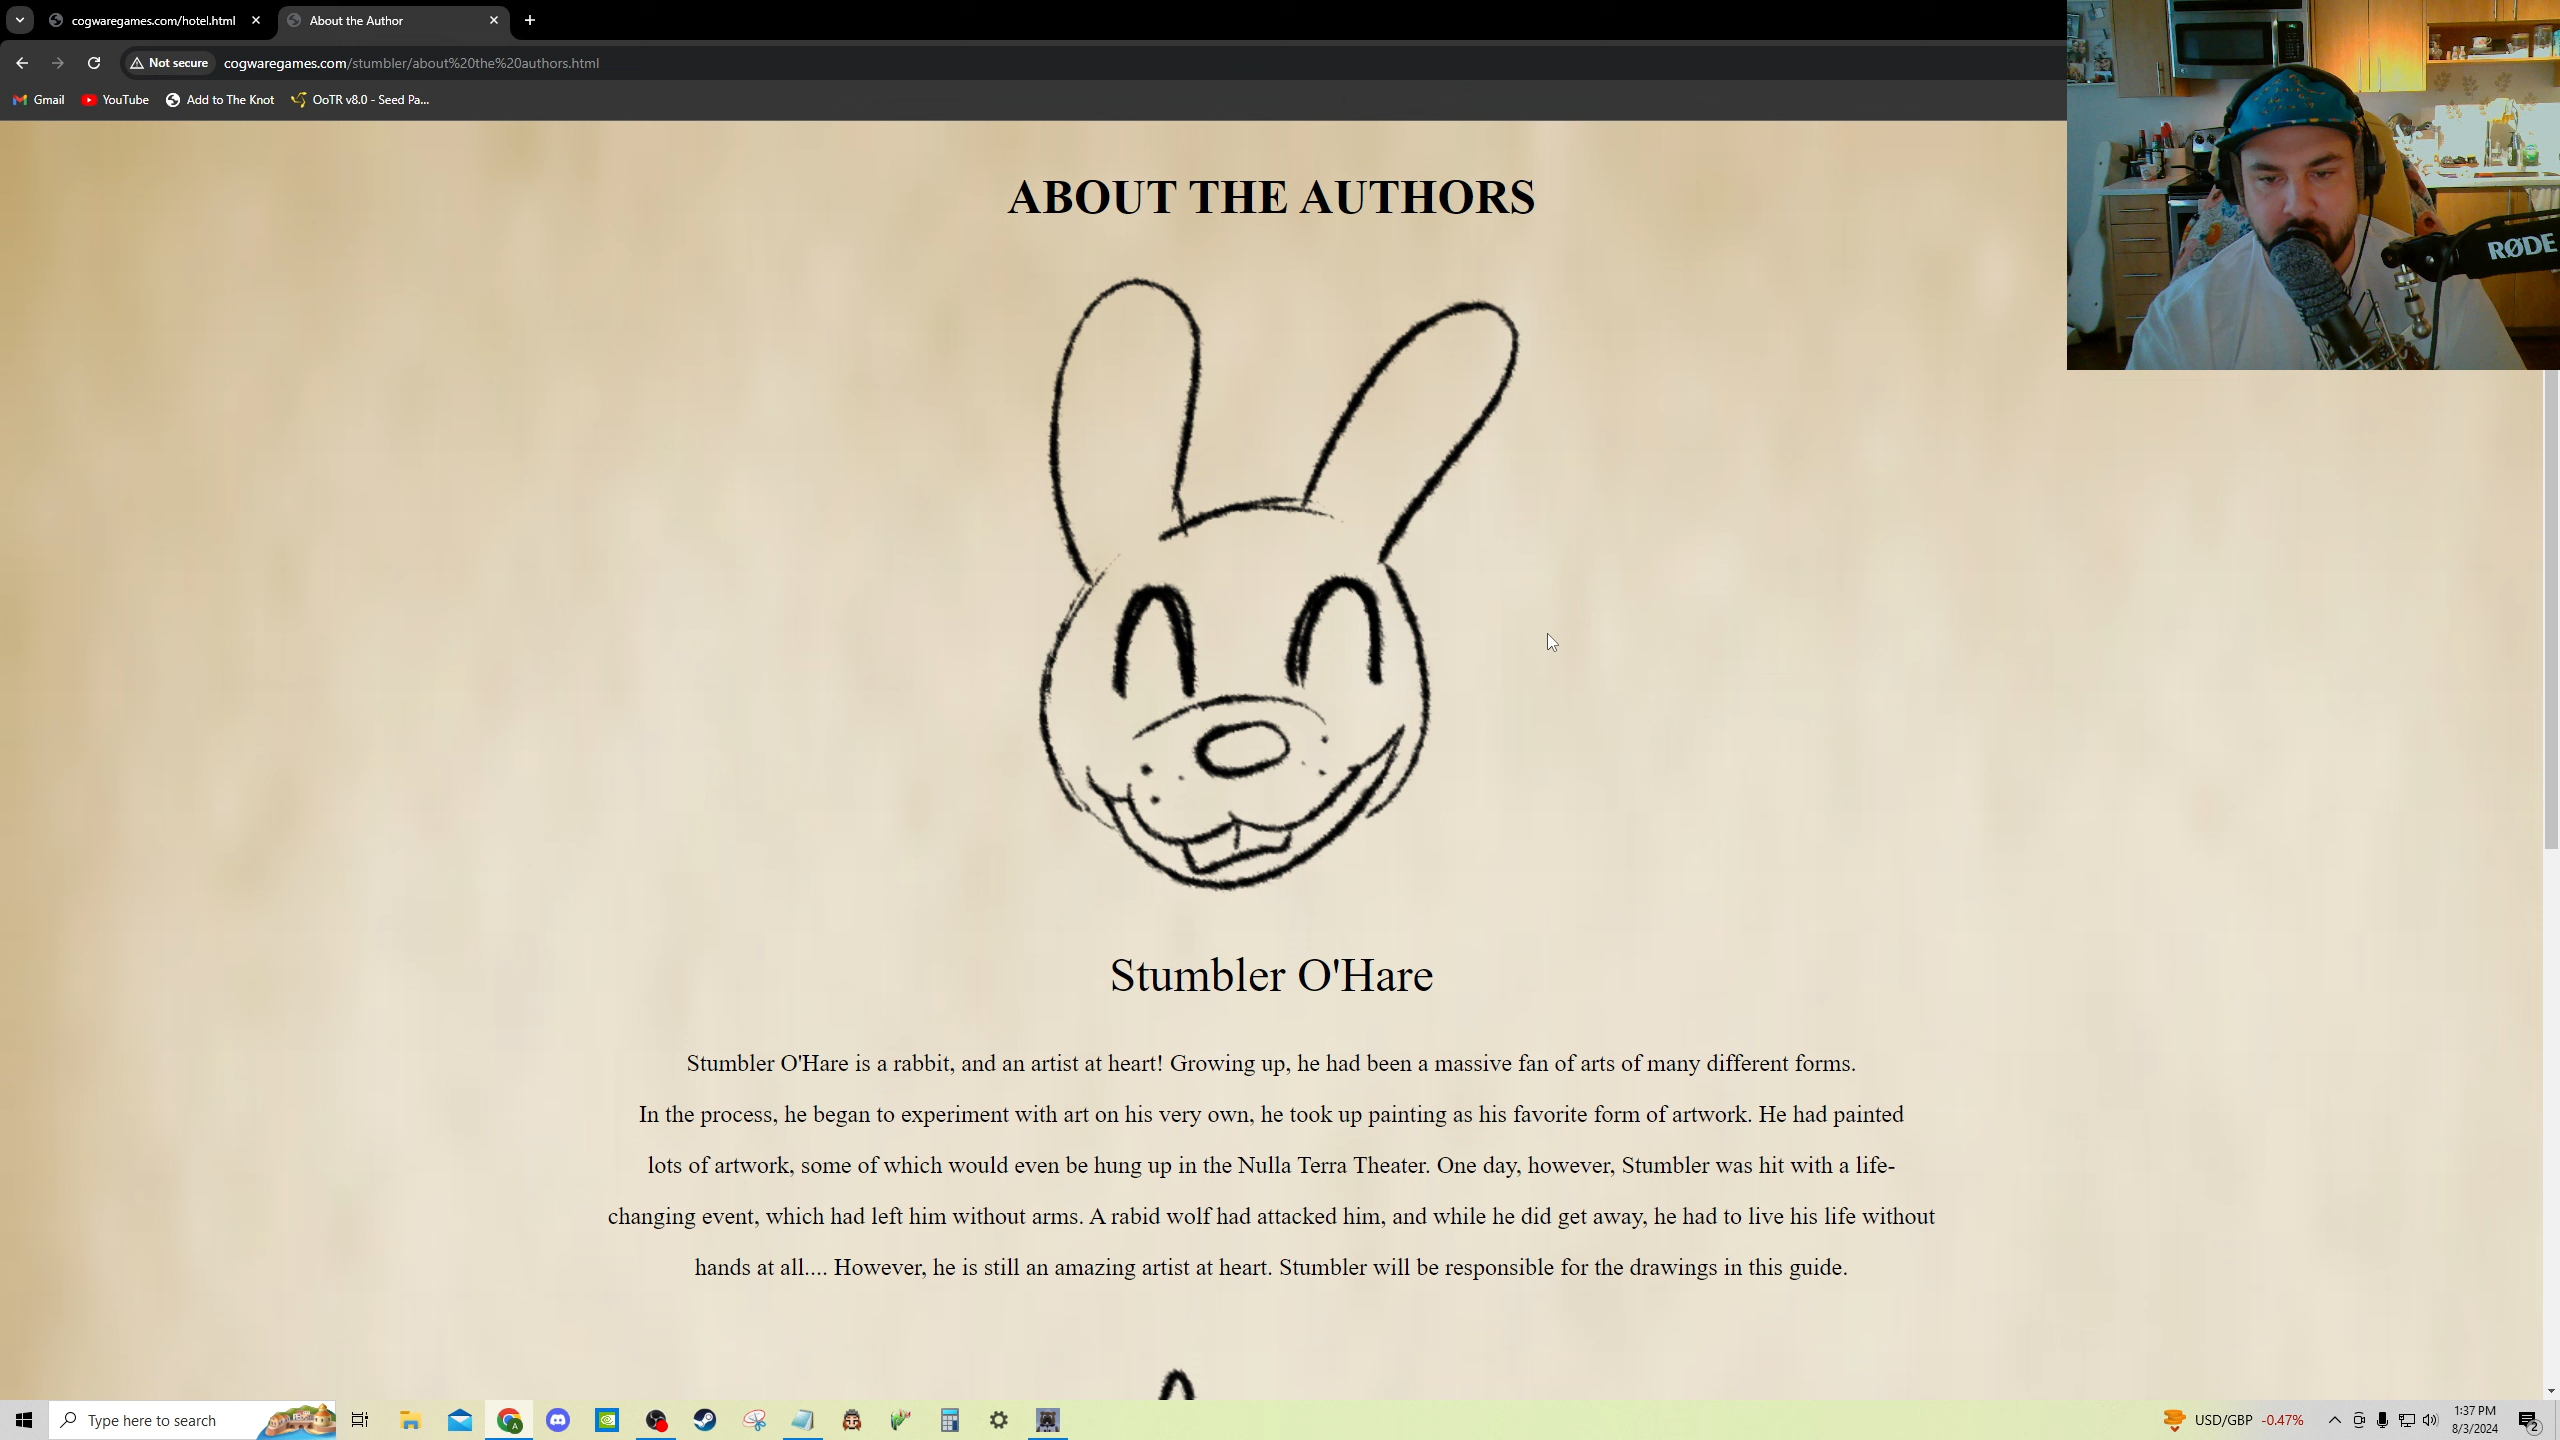 cogwaregames.com/hotel.html
About the Author
Not secure
cogwaregames.com/stumbler/about%20the%20authors.html
Gmail
YouTube
Add to The Knot
OoTR v8.0 - Seed Pa...
RØDE
ABOUT THE AUTHORS
Stumbler O'Hare
Stumbler O'Hare is a rabbit, and an artist at heart! Growing up, he had been a massive fan of arts of many different forms.
In the process, he began to experiment with art on his very own, he took up painting as his favorite form of artwork. He had painted
lots of artwork, some of which would even be hung up in the Nulla Terra Theater. One day, however, Stumbler was hit with a life-
changing event, which had left him without arms. A rabid wolf had attacked him, and while he did get away, he had to live his life without
hands at all.... However, he is still an amazing artist at heart. Stumbler will be responsible for the drawings in this guide.
Type here to search
USD/GBP -0.47%
1:37 PM
8/3/2024
2